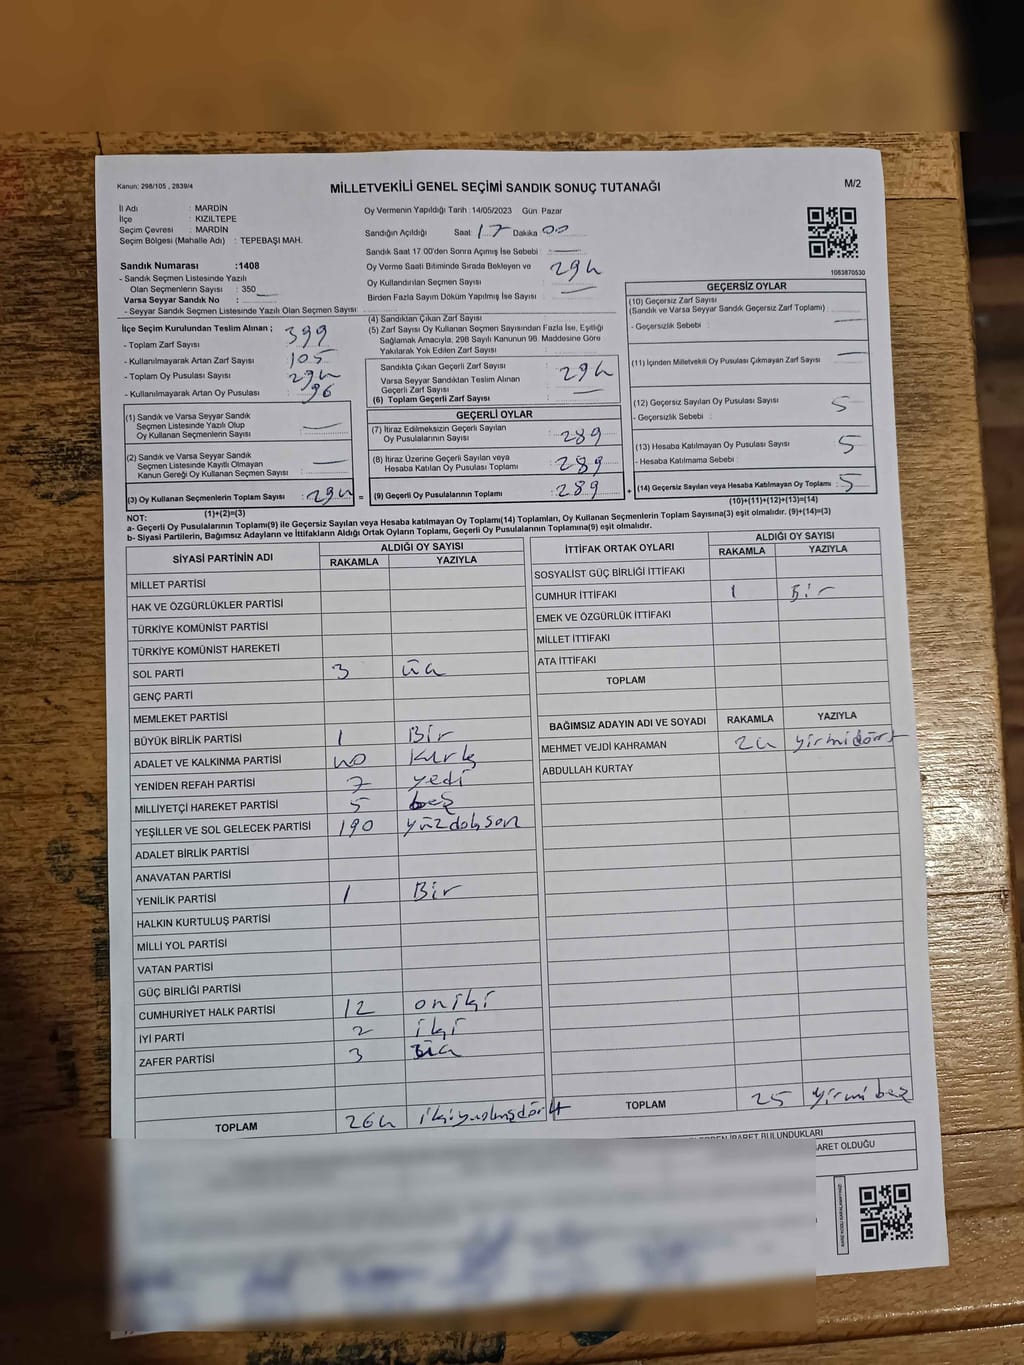 Kanun: 298/105 , 2839/4
MİLLETVEKİLİ GENEL SEÇİMİ SANDIK SONUÇ TUTANAĞI
M/2
İl Adı : MARDİN
İlçe : KIZILTEPE
Seçim Çevresi : MARDİN
Seçim Bölgesi (Mahalle Adı) : TEPEBAŞI MAH.
Oy Vermenin Yapıldığı Tarih 14/05/2023 Gün Pazar
Sandığın Açıldığı Saat: 17 Dakika 00
Sandık Saat 17.00'den Sonra Açımış İse Sebebi :
Oy Verme Saati Bitiminde Sırada Bekleyen ve
Oy Kullandırılan Seçmen Sayısı : 294
Birden Fazla Sayım Döküm Yapılmış İse Sayısı :
1083870530
Sandık Numarası :1408
- Sandık Seçmen Listesinde Yazılı
Olan Seçmenlerin Sayısı : 350
Varsa Seyyar Sandık No :
- Seyyar Sandık Seçmen Listesinde Yazılı Olan Seçmen Sayısı :
İlçe Seçim Kurulundan Teslim Alınan ;
- Toplam Zarf Sayısı : 399
- Kullanılmayarak Artan Zarf Sayısı : 105
- Toplam Oy Pusulası Sayısı : 294
- Kullanılmayarak Artan Oy Pusulası : 96
(1) Sandık ve Varsa Seyyar Sandık
Seçmen Listesinde Yazılı Olup
Oy Kullanan Seçmenlerin Sayısı :
(2) Sandık ve Varsa Seyyar Sandık
Seçmen Listesinde Kayıtlı Olmayan
Kanun Gereği Oy Kullanan Seçmen Sayısı :
(3) Oy Kullanan Seçmenlerin Toplam Sayısı : 294 =
(1)+(2)=(3)
(4) Sandıktan Çıkan Zarf Sayısı :
(5) Zarf Sayısı Oy Kullanan Seçmen Sayısından Fazla İse, Eşitliği
Sağlamak Amacıyla, 298 Sayılı Kanunun 98. Maddesine Göre
Yakılarak Yok Edilen Zarf Sayısı :
Sandıkla Çıkan Geçerli Zarf Sayısı : 294
Varsa Seyyar Sandıktan Teslim Alınan
Geçerli Zarf Sayısı :
(6) Toplam Geçerli Zarf Sayısı :
GEÇERLİ OYLAR
(7) İtiraz Edilmeksizin Geçerli Sayılan
Oy Pusulalarının Sayısı : 289
(8) İtiraz Üzerine Geçerli Sayılan veya
Hesaba Katılan Oy Pusulası Toplamı : 289
(9) Geçerli Oy Pusulalarının Toplamı : 289 +
GEÇERSİZ OYLAR
(10) Geçersiz Zarf Sayısı
(Sandık ve Varsa Seyyar Sandık Geçersiz Zarf Toplamı) :
- Geçersizlik Sebebi :
(11) İçinden Milletvekili Oy Pusulası Çıkmayan Zarf Sayısı :
(12) Geçersiz Sayılan Oy Pusulası Sayısı : 5
- Geçersizlik Sebebi :
(13) Hesaba Katılmayan Oy Pusulası Sayısı : 5
- Hesaba Katılmama Sebebi :
(14) Geçersiz Sayılan veya Hesaba Katılmayan Oy Toplamı : 5
(10)+(11)+(12)+(13)=(14)
NOT:
a- Geçerli Oy Pusulalarının Toplamı(9) ile Geçersiz Sayılan veya Hesaba katılmayan Oy Toplamı(14) Toplamları, Oy Kullanan Seçmenlerin Toplam Sayısına(3) eşit olmalıdır. (9)+(14)=(3)
b- Siyasi Partilerin, Bağımsız Adayların ve İttifakların Aldığı Ortak Oyların Toplamı, Geçerli Oy Pusulalarının Toplamına(9) eşit olmalıdır.
SİYASİ PARTİNİN ADI ALDIĞI OY SAYISI
RAKAMLA YAZIYLA
MİLLET PARTİSİ
HAK VE ÖZGÜRLÜKLER PARTİSİ
TÜRKİYE KOMÜNİST PARTİSİ
TÜRKİYE KOMÜNİST HAREKETİ
SOL PARTİ 3 üç
GENÇ PARTİ
MEMLEKET PARTİSİ
BÜYÜK BİRLİK PARTİSİ 1 Bir
ADALET VE KALKINMA PARTİSİ 40 Kırk
YENİDEN REFAH PARTİSİ 7 yedi
MİLLİYETÇİ HAREKET PARTİSİ 5 beş
YEŞİLLER VE SOL GELECEK PARTİSİ 190 yüzdoksan
ADALET BİRLİK PARTİSİ
ANAVATAN PARTİSİ
YENİLİK PARTİSİ 1 Bir
HALKIN KURTULUŞ PARTİSİ
MİLLİ YOL PARTİSİ
VATAN PARTİSİ
GÜÇ BİRLİĞİ PARTİSİ
CUMHURİYET HALK PARTİSİ 12 oniki
İYİ PARTİ 2 iki
ZAFER PARTİSİ 3
TOPLAM 264
İTTİFAK ORTAK OYLARI ALDIĞI OY SAYISI
RAKAMLA YAZIYLA
SOSYALİST GÜÇ BİRLİĞİ İTTİFAKI
CUMHUR İTTİFAKI 1 Bir
EMEK VE ÖZGÜRLÜK İTTİFAKI
MİLLET İTTİFAKI
ATA İTTİFAKI
TOPLAM
BAĞIMSIZ ADAYIN ADI VE SOYADI RAKAMLA YAZIYLA
MEHMET VEJDİ KAHRAMAN 24 yirmidört
ABDULLAH KURTAY
TOPLAM 25 yirmi beş
İBARET BULUNDUKLARI
OLDUĞU